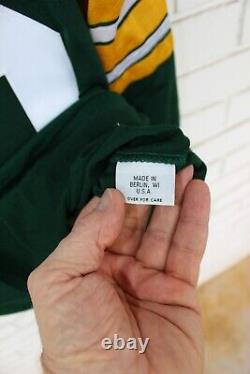 MADE IN
BERLIN, WI
U.S.A.
OVER FOR CARE